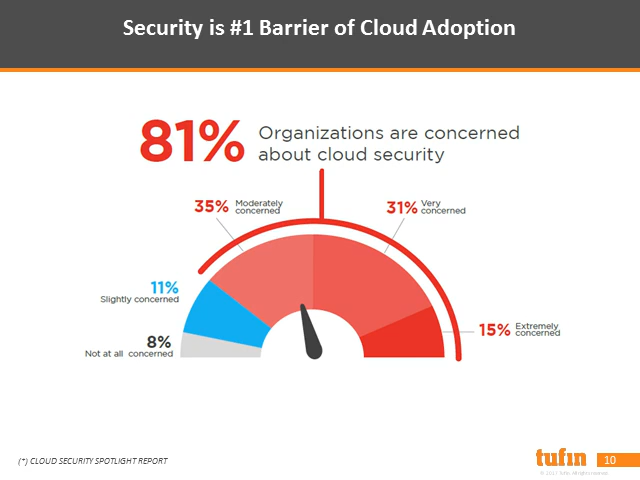 Security is #1 Barrier of Cloud Adoption
81% Organizations are concerned
about cloud security
35% Moderately
concerned
31% Very
concerned
11%
Slightly concerned
15% Extremely
concerned
8%
Not at all concerned
(*) CLOUD SECURITY SPOTLIGHT REPORT
tufin
10